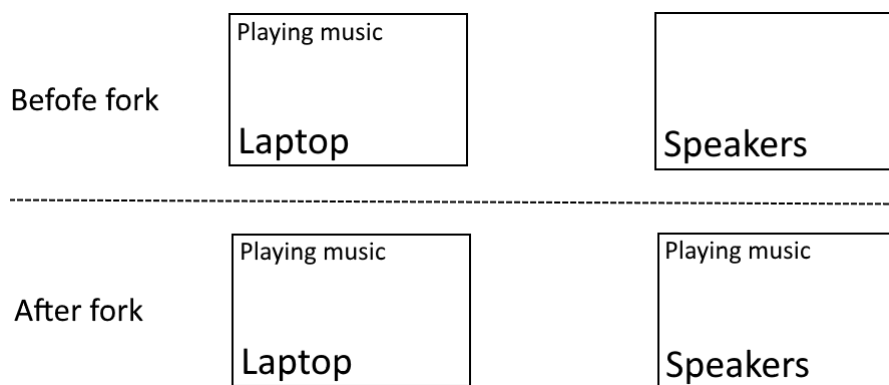 Playing music
Befofe fork
Laptop
Speakers
Playing music
Playing music
After fork
Laptop
Speakers